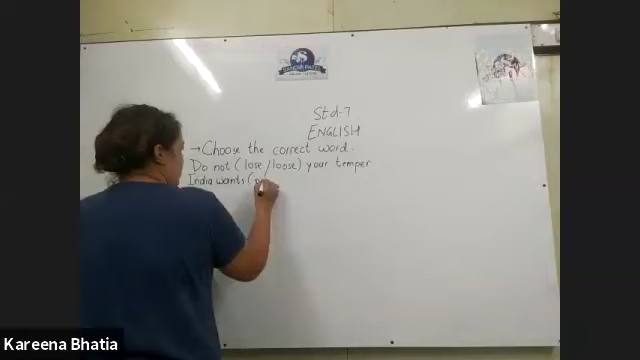 Std-7
ENGLISH
→Choose the correct word.
Do not (lose/loose) your temper
India wants (p
Kareena Bhatia